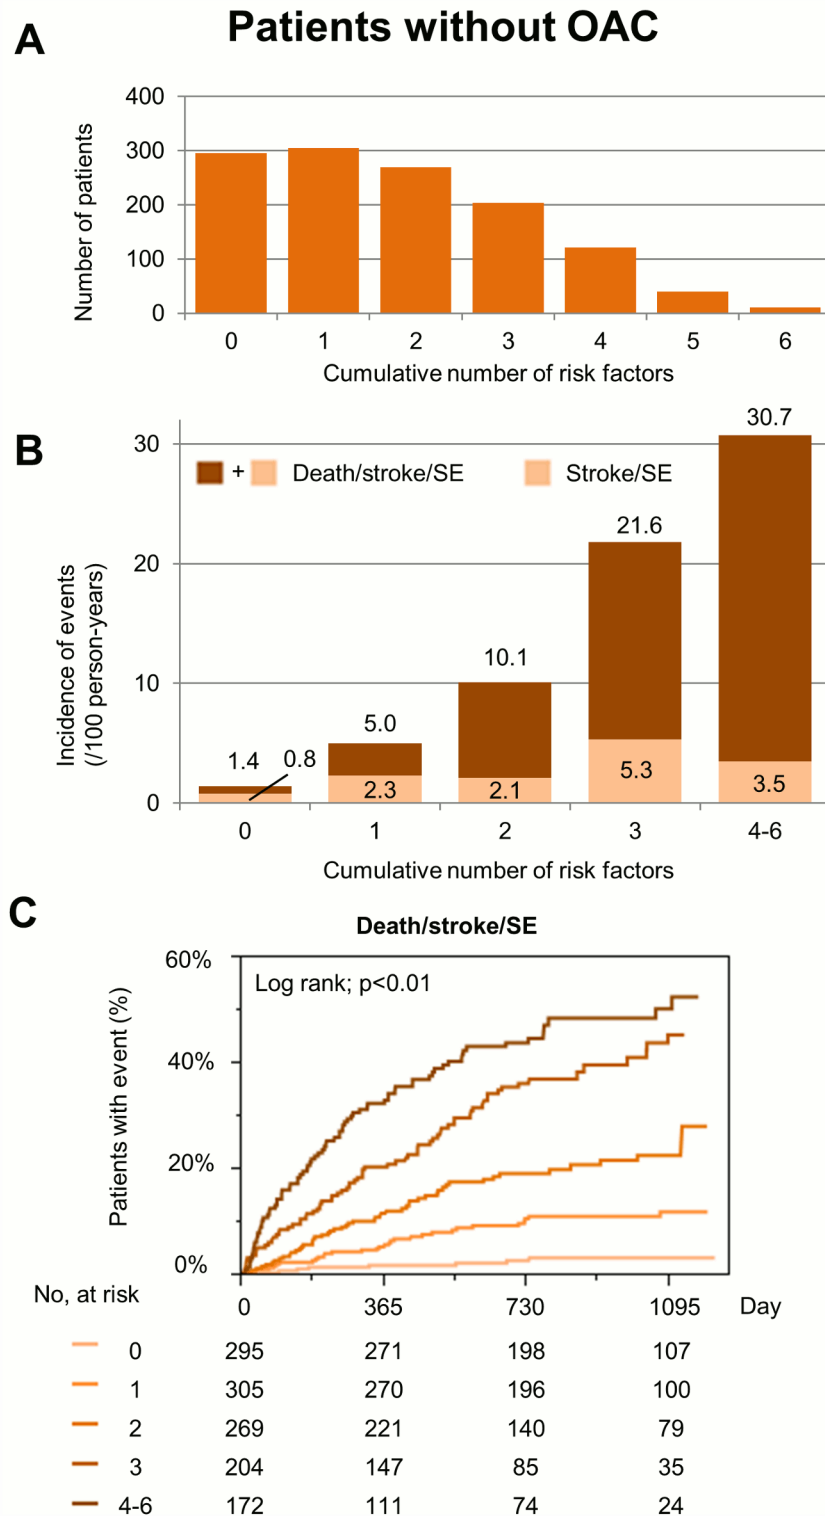 Patients without OAC
A
Number of patients
400
300
200
100
0
0 1 2 3 4 5 6
Cumulative number of risk factors
B
Incidence of events
(/100 person-years)
30
20
10
0
+ Death/stroke/SE Stroke/SE
30.7
21.6
10.1
5.0
1.4 0.8
2.3 2.1 5.3 3.5
0 1 2 3 4-6
Cumulative number of risk factors
C
Death/stroke/SE
Patients with event (%)
60%
40%
20%
0%
Log rank; p<0.01
No, at risk
0 365 730 1095 Day
0 295 271 198 107
1 305 270 196 100
2 269 221 140 79
3 204 147 85 35
4-6 172 111 74 24